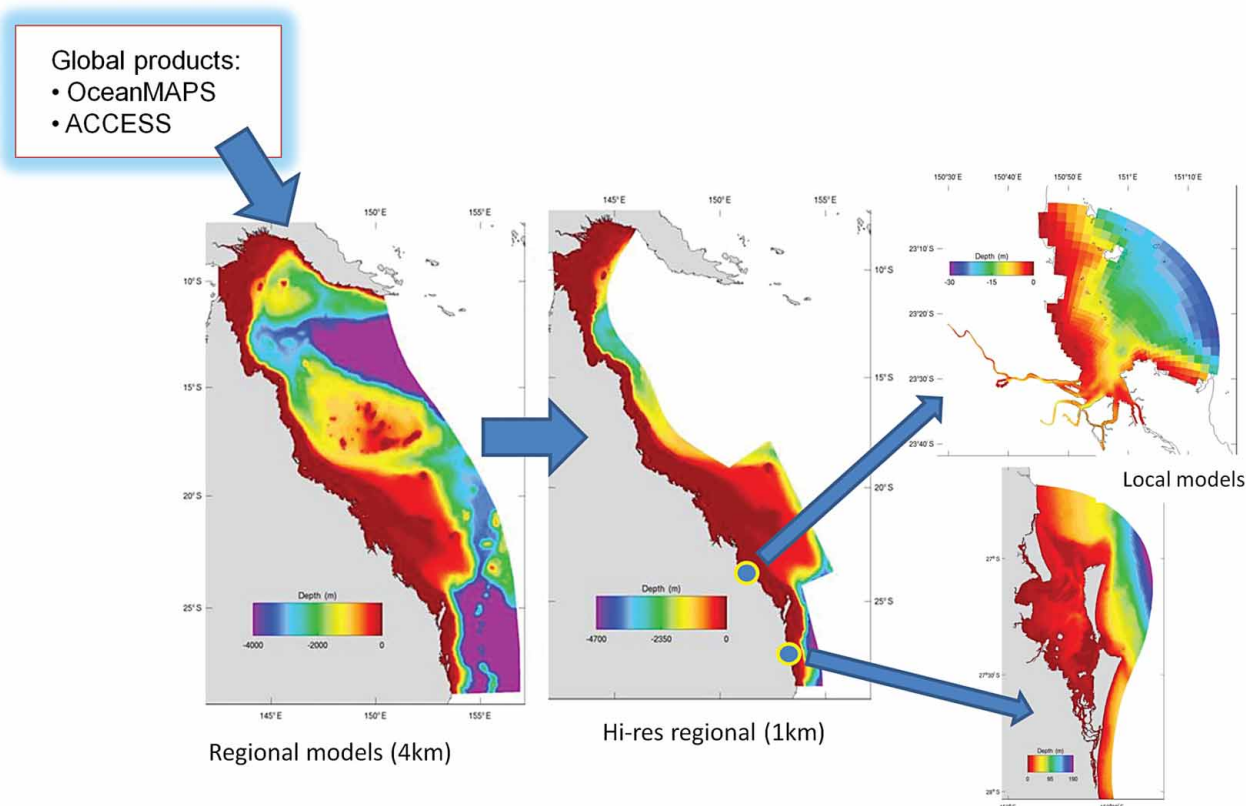 Global products:
• OceanMAPS
• ACCESS
150°E
155°E
10°S
15°S
20°S
25°S
Depth (m)
-4000
-2000
0
145°E
150°E
155°E
Regional models (4km)
145°E
150°E
155°E
10°S
15°S
20°S
25°S
Depth (m)
-4700
-2350
0
Hi-res regional (1km)
150°30'E
150°40'E
150°50'E
151°E
151°10'E
23°10'S
23°20'S
23°30'S
23°40'S
Depth (m)
-30
-15
0
Local models
27°S
27°30'S
28°S
Depth (m)
0
95
190